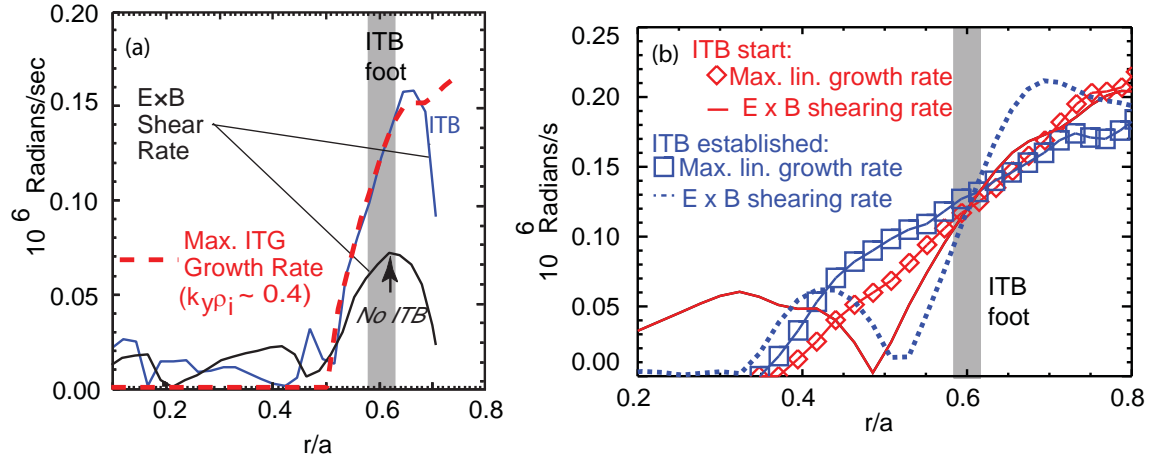 (a)
ITB
foot
E×B
Shear
Rate
ITB
Max. ITG
Growth Rate
(kyρi ~ 0.4)
No ITB
0.20
0.15
0.10
0.05
0.00
10^6 Radians/sec
0.2 0.4 0.6 0.8
r/a
(b)
ITB start:
Max. lin. growth rate
E x B shearing rate
ITB established:
Max. lin. growth rate
E x B shearing rate
ITB
foot
0.25
0.20
0.15
0.10
0.05
0.00
10^6 Radians/s
0.2 0.4 0.6 0.8
r/a